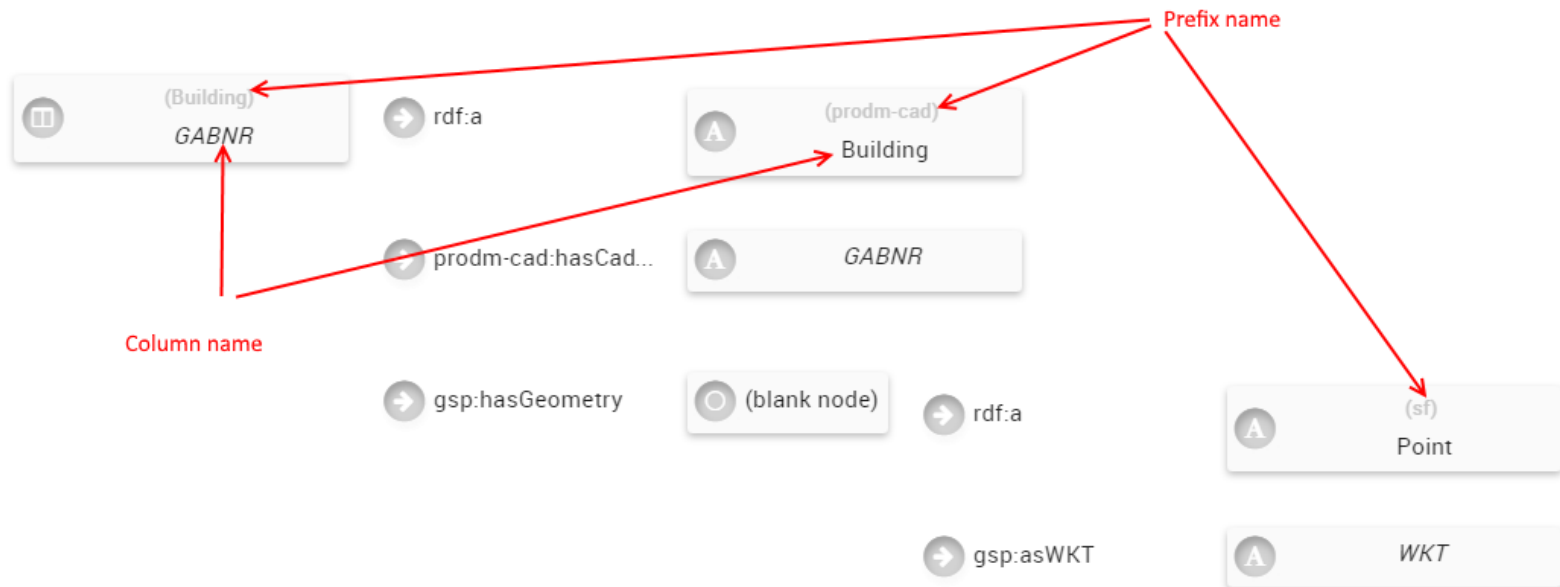 Prefix name
(Building)
GABNR
rdf:a
(prodm-cad)
Building
prodm-cad:hasCad...
A
GABNR
Column name
gsp:hasGeometry
(blank node)
rdf:a
A
(sf)
Point
gsp:asWKT
A
WKT